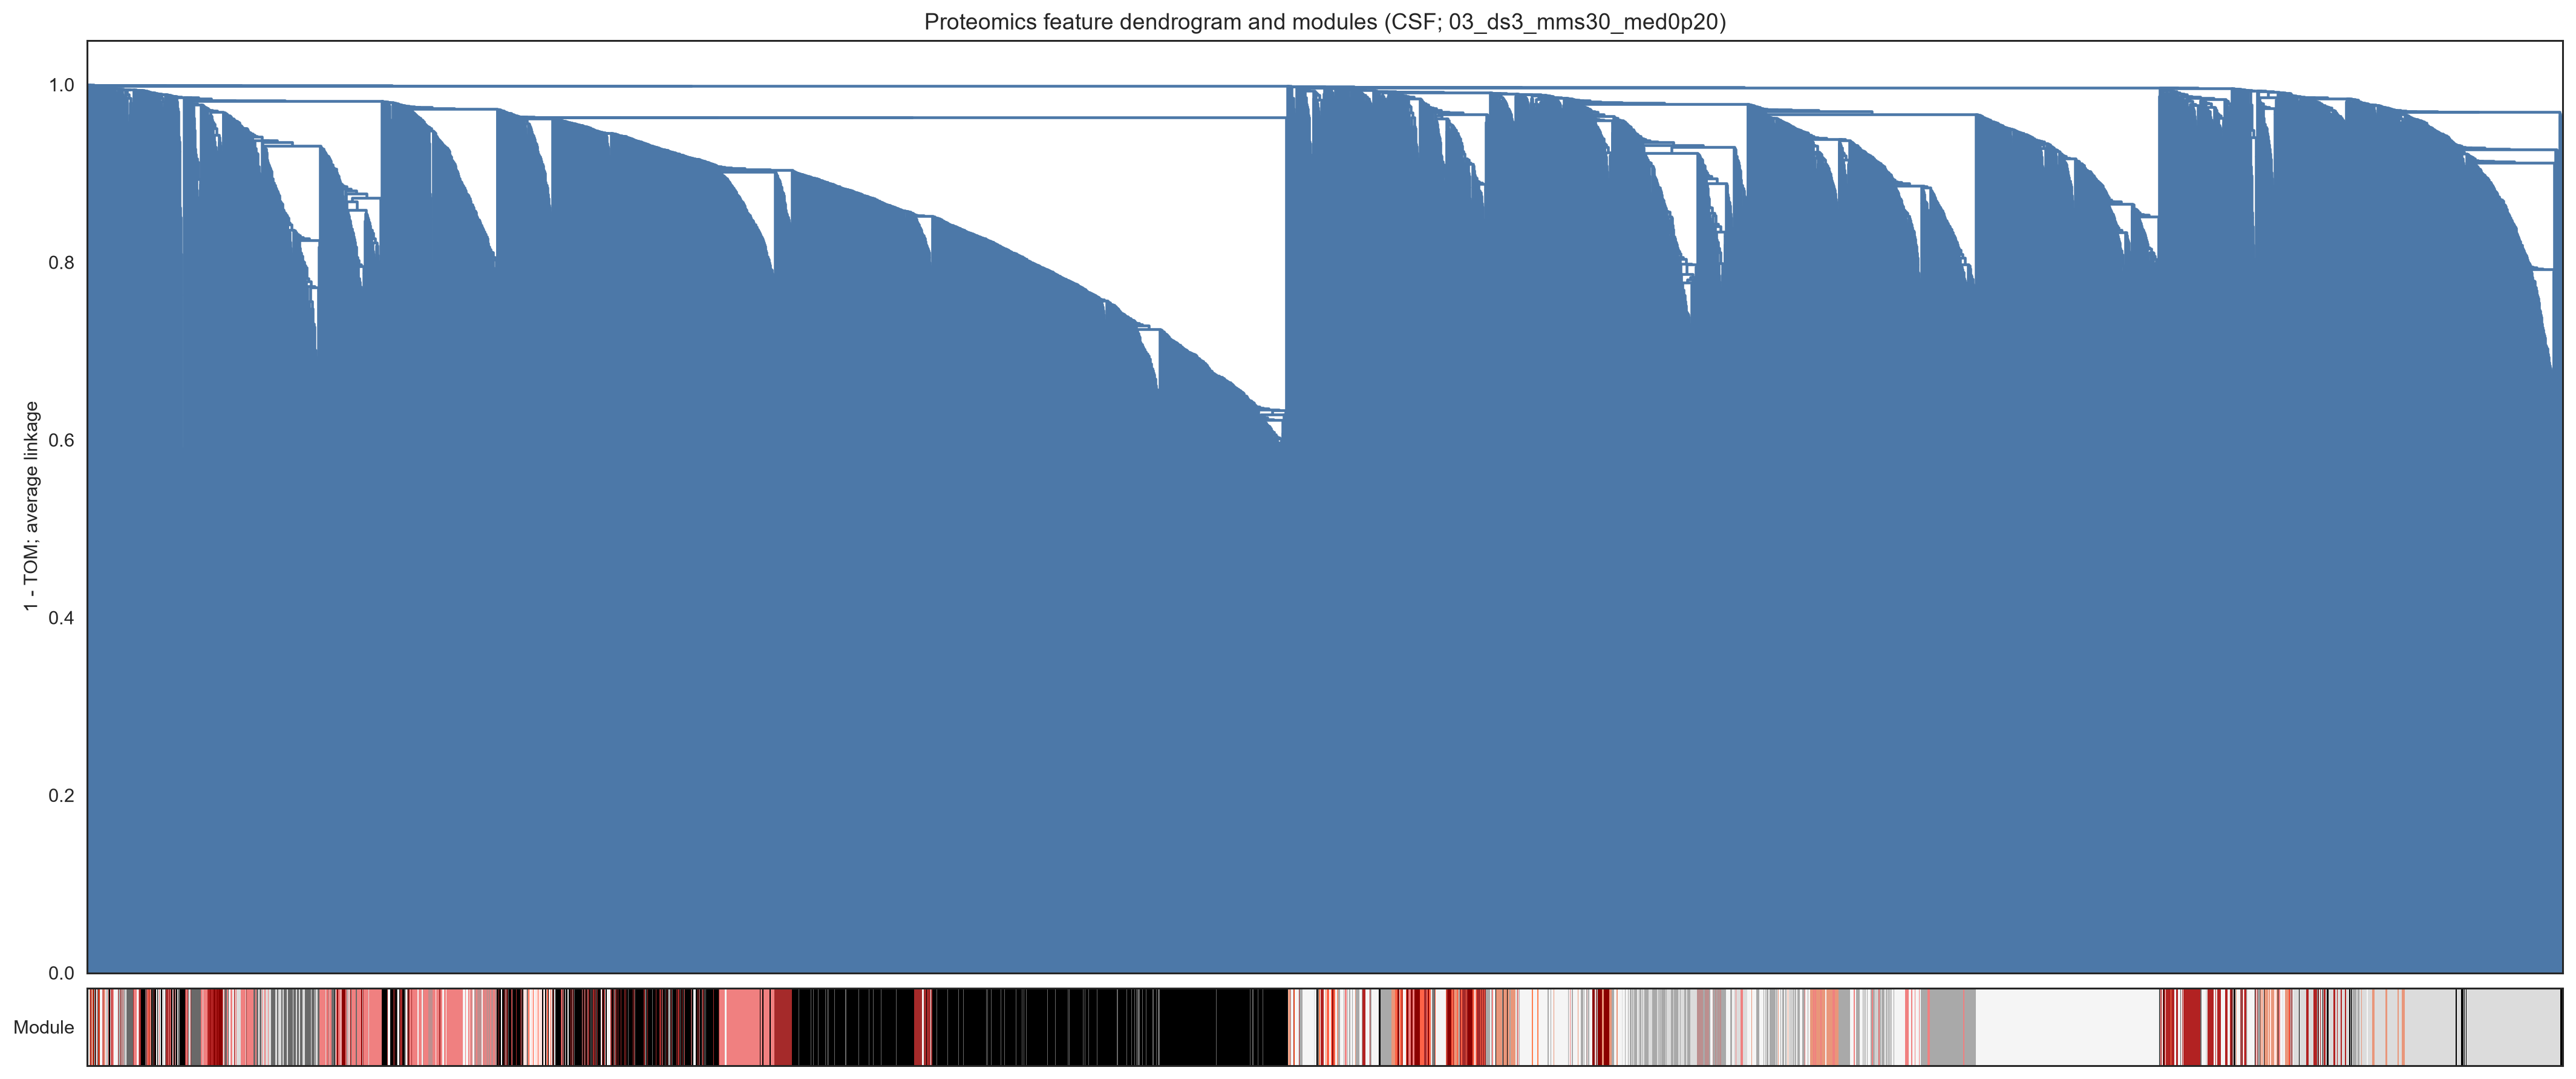 Proteomics feature dendrogram and modules (CSF; 03_ds3_mms30_med0p20)
1.0
0.8
0.6
0.4
0.2
0.0
1 - TOM; average linkage
Module